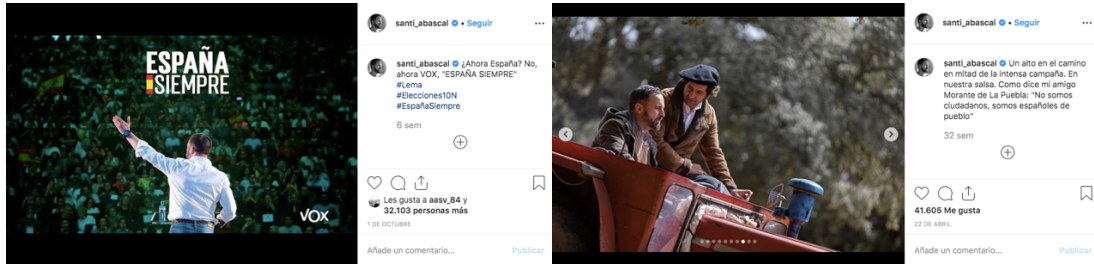 ESPAÑA
SIEMPRE
VOX
santi_abascal • Seguir
santi_abascal ¿Ahora España? No,
ahora VOX, "ESPAÑA SIEMPRE"
#Lema
#Elecciones10N
#EspañaSiempre
6 sem
Les gusta a aasv_84 y
32.103 personas más
1 DE OCTUBRE
Añade un comentario...
Publicar
santi_abascal • Seguir
santi_abascal Un alto en el camino
en mitad de la intensa campaña. En
nuestra salsa. Como dice mi amigo
Morante de La Puebla: "No somos
ciudadanos, somos españoles de
pueblo"
32 sem
41.605 Me gusta
22 DE ABRIL
Añade un comentario...
Publicar